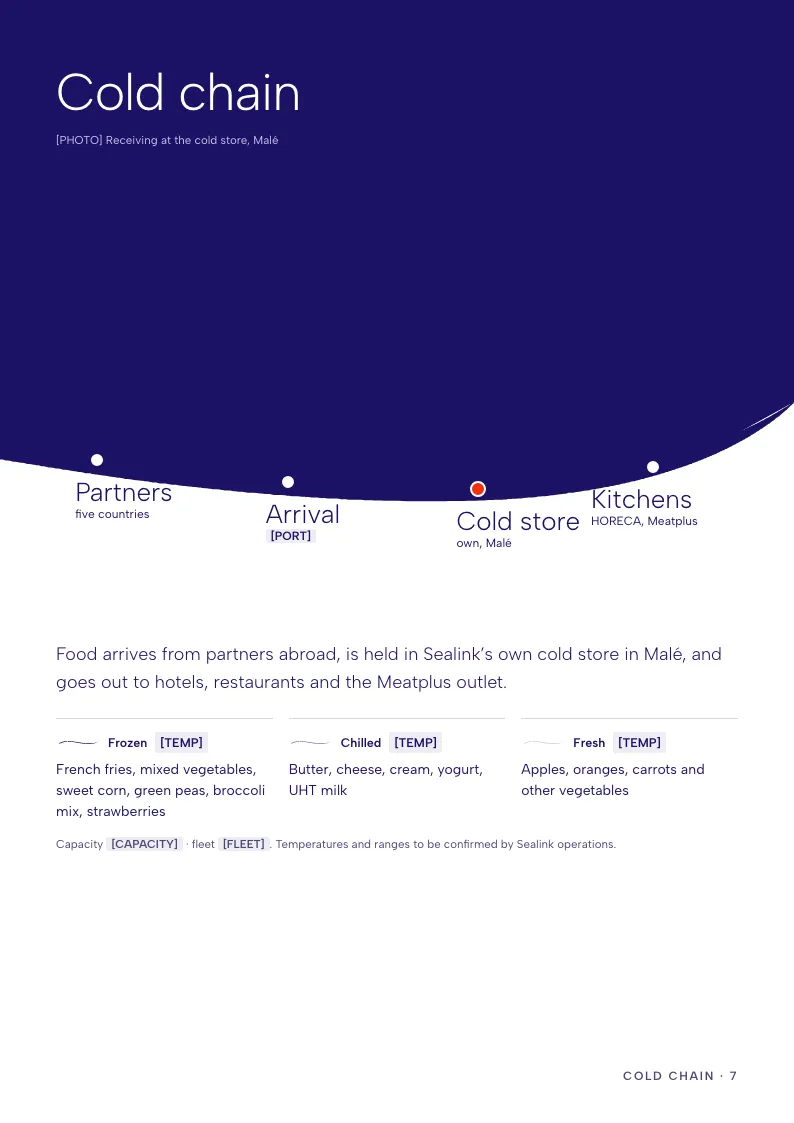 Cold chain
[PHOTO] Receiving at the cold store, Malé
Partners
five countries
Arrival
[PORT]
Cold store
own, Malé
Kitchens
HORECA, Meatplus
Food arrives from partners abroad, is held in Sealink’s own cold store in Malé, and
goes out to hotels, restaurants and the Meatplus outlet.
Frozen [TEMP]
French fries, mixed vegetables,
sweet corn, green peas, broccoli
mix, strawberries
Chilled [TEMP]
Butter, cheese, cream, yogurt,
UHT milk
Fresh [TEMP]
Apples, oranges, carrots and
other vegetables
Capacity [CAPACITY] · fleet [FLEET]. Temperatures and ranges to be confirmed by Sealink operations.
COLD CHAIN · 7